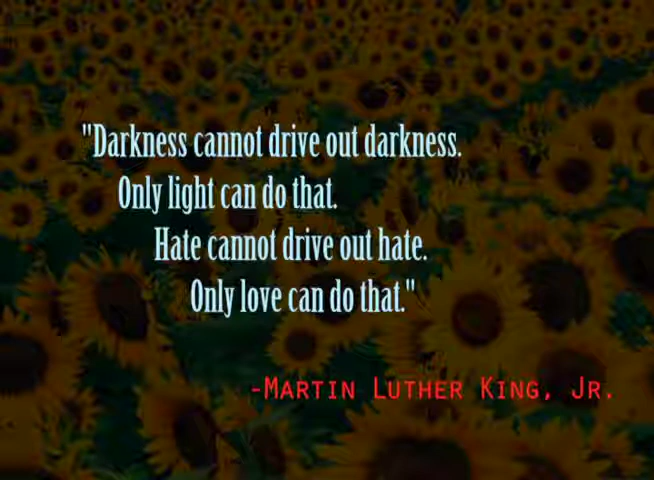 "Darkness cannot drive out darkness.
Only light can do that.
Hate cannot drive out hate.
Only love can do that."
-Martin Luther King, Jr.